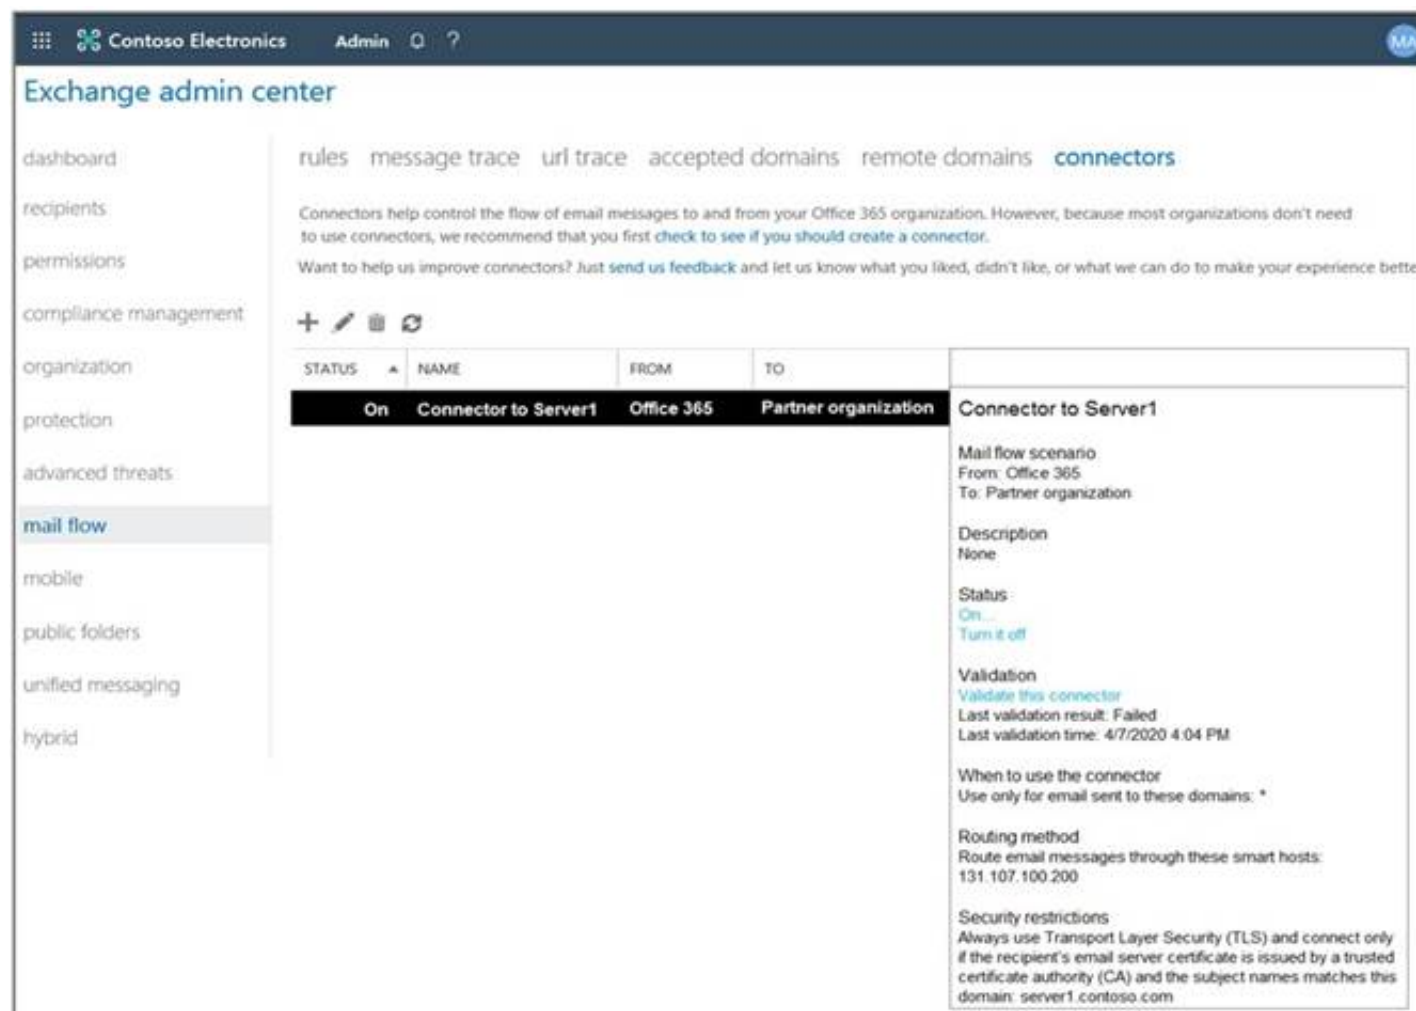 Contoso Electronics Admin ?
MA
Exchange admin center
dashboard
recipients
permissions
compliance management
organization
protection
advanced threats
mail flow
mobile
public folders
unified messaging
hybrid
rules message trace url trace accepted domains remote domains connectors
Connectors help control the flow of email messages to and from your Office 365 organization. However, because most organizations don't need
to use connectors, we recommend that you first check to see if you should create a connector.
Want to help us improve connectors? Just send us feedback and let us know what you liked, didn't like, or what we can do to make your experience bette
STATUS NAME FROM TO
On Connector to Server1 Office 365 Partner organization
Connector to Server1
Mail flow scenario
From: Office 365
To: Partner organization
Description
None
Status
On...
Turn it off
Validation
Validate this connector
Last validation result: Failed
Last validation time: 4/7/2020 4:04 PM
When to use the connector
Use only for email sent to these domains: *
Routing method
Route email messages through these smart hosts:
131.107.100.200
Security restrictions
Always use Transport Layer Security (TLS) and connect only
if the recipient's email server certificate is issued by a trusted
certificate authority (CA) and the subject names matches this
domain: server1.contoso.com